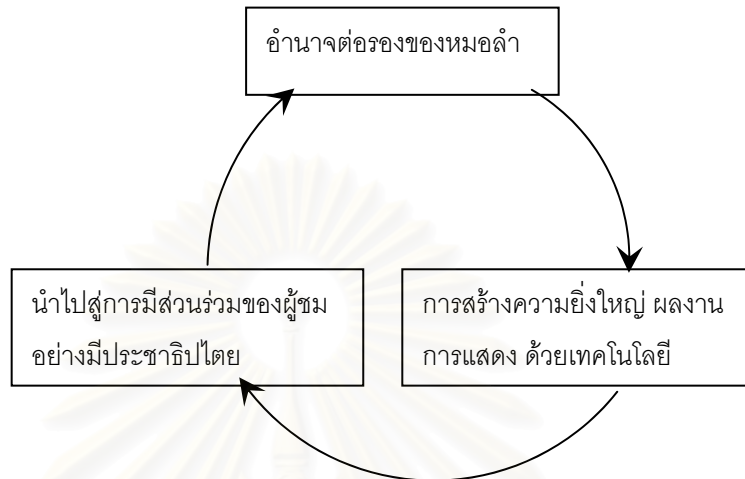 อำนาจต่อรองของหมอลำ
นำไปสู่การมีส่วนร่วมของผู้ชม
อย่างมีประชาธิปไตย
การสร้างความยิ่งใหญ่ ผลงาน
การแสดง ด้วยเทคโนโลยี